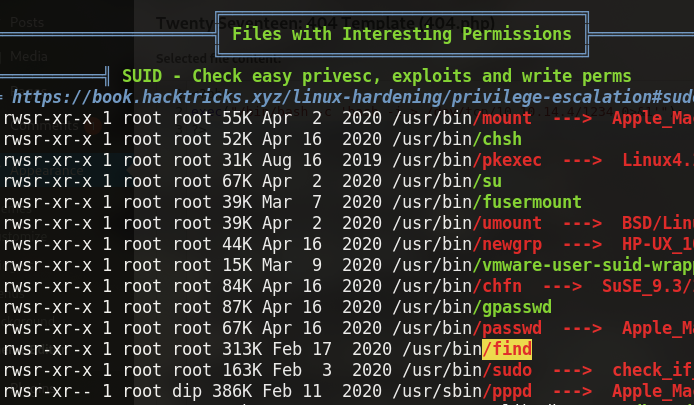 Posts
Twenty Seventeen: 404 Template (404.php)
Files with Interesting Permissions
Media
Selected file content:
SUID - Check easy privesc, exploits and write perms
https://book.hacktricks.xyz/linux-hardening/privilege-escalation#sudo
rwsr-xr-x 1 root root 55K Apr  2  2020 /usr/bin/mount  --->  Apple_Ma
rwsr-xr-x 1 root root 52K Apr 16  2020 /usr/bin/chsh
rwsr-xr-x 1 root root 31K Aug 16  2019 /usr/bin/pkexec  --->  Linux4.
rwsr-xr-x 1 root root 67K Apr  2  2020 /usr/bin/su
rwsr-xr-x 1 root root 39K Mar  7  2020 /usr/bin/fusermount
rwsr-xr-x 1 root root 39K Apr  2  2020 /usr/bin/umount  --->  BSD/Lin
rwsr-xr-x 1 root root 44K Apr 16  2020 /usr/bin/newgrp  --->  HP-UX_1
rwsr-xr-x 1 root root 15K Mar  9  2020 /usr/bin/vmware-user-suid-wrapp
rwsr-xr-x 1 root root 84K Apr 16  2020 /usr/bin/chfn  --->  SuSE_9.3/
rwsr-xr-x 1 root root 87K Apr 16  2020 /usr/bin/gpasswd
rwsr-xr-x 1 root root 67K Apr 16  2020 /usr/bin/passwd  --->  Apple_Ma
rwsr-xr-x 1 root root 313K Feb 17  2020 /usr/bin/find
rwsr-xr-x 1 root root 163K Feb  3  2020 /usr/bin/sudo  --->  check_if_
rwsr-xr-- 1 root dip 386K Feb 11  2020 /usr/sbin/pppd  --->  Apple_Ma